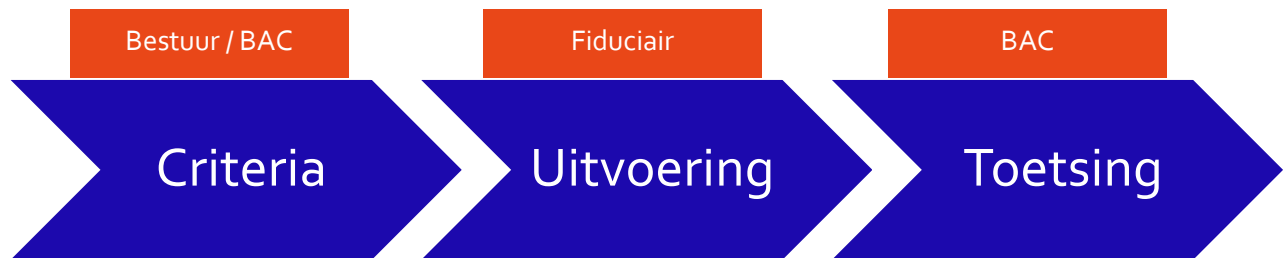 Bestuur / BAC
Fiduciair
BAC
Criteria
Uitvoering
Toetsing